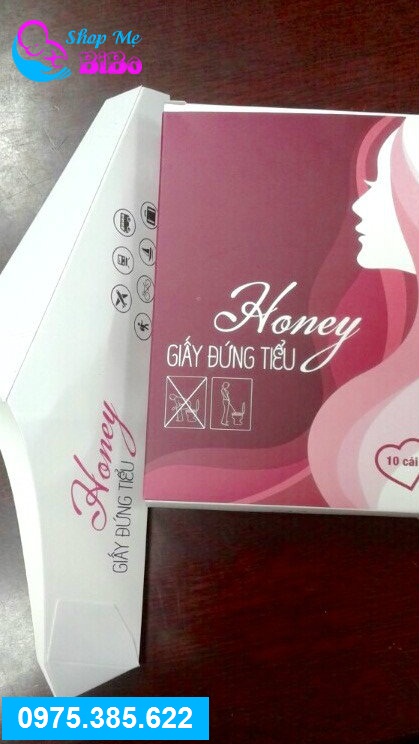 Shop Mẹ
BiBo
Honey
GIẤY ĐỨNG TIỂU
10 cái
Honey
GIẤY ĐỨNG TIỂU
0975.385.622